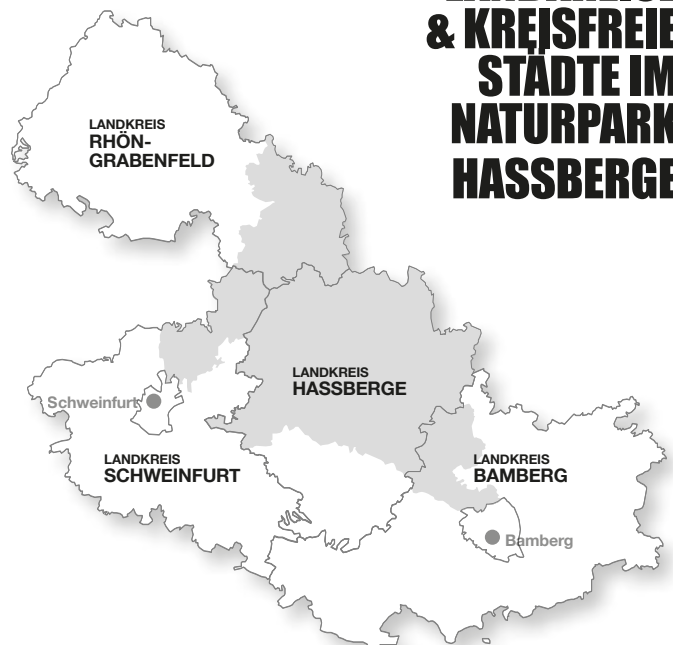 & KREISFREIE
STÄDTE IM
NATURPARK
HASSBERGE
LANDKREIS
RHÖN-
GRABENFELD
LANDKREIS
HASSBERGE
Schweinfurt
LANDKREIS
SCHWEINFURT
LANDKREIS
BAMBERG
Bamberg